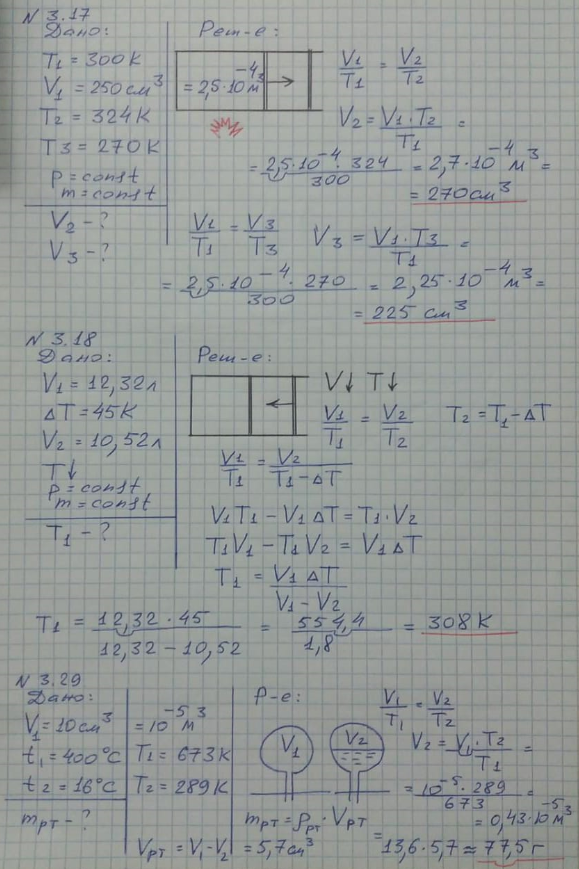 N 3.17
Дано:
T₁ = 300 K
V₁ = 250 см³
T₂ = 324 K
T3 = 270 K
p = const
m = const
V₂ - ?
V₃ - ?
Реш-е:
= 2,5·10⁻⁴ м³
V₁/T₁ = V₂/T₂
V₂ = V₁·T₂/T₁ =
= 2,5·10⁻⁴·324/300 = 2,7·10⁻⁴ м³ =
= 270 см³
V₁/T₁ = V₃/T₃ V₃ = V₁·T₃/T₁ =
= 2,5·10⁻⁴·270/300 = 2,25·10⁻⁴ м³ =
= 225 см³
N 3.18
Дано:
V₁ = 12,32 л
ΔT = 45 K
V₂ = 10,52 л
T↓
p = const
m = const
T₁ - ?
Реш-е:
V↓ T↓
V₁/T₁ = V₂/T₂ T₂ = T₁ - ΔT
V₁/T₁ = V₂/T₁ - ΔT
V₁T₁ - V₁ΔT = T₁·V₂
T₁V₁ - T₁V₂ = V₁ΔT
T₁ = V₁ΔT/V₁ - V₂
T₁ = 12,32·45/12,32 - 10,52 = 554,4/1,8 = 308 K
N 3.29
Дано:
V₁ = 10 см³ = 10⁻⁵ м³
t₁ = 400°C T₁ = 673 K
t₂ = 16°C T₂ = 289 K
mрт - ?
Р-е:
V₁
V₂
V₁/T₁ = V₂/T₂
V₂ = V₁·T₂/T₁ =
= 10⁻⁵·289/673 =
= 0,43·10⁻⁵ м³
mрт = ρрт·Vрт =
Vрт = V₁ - V₂ = 5,7 см³
13,6·5,7 ≈ 77,5 г